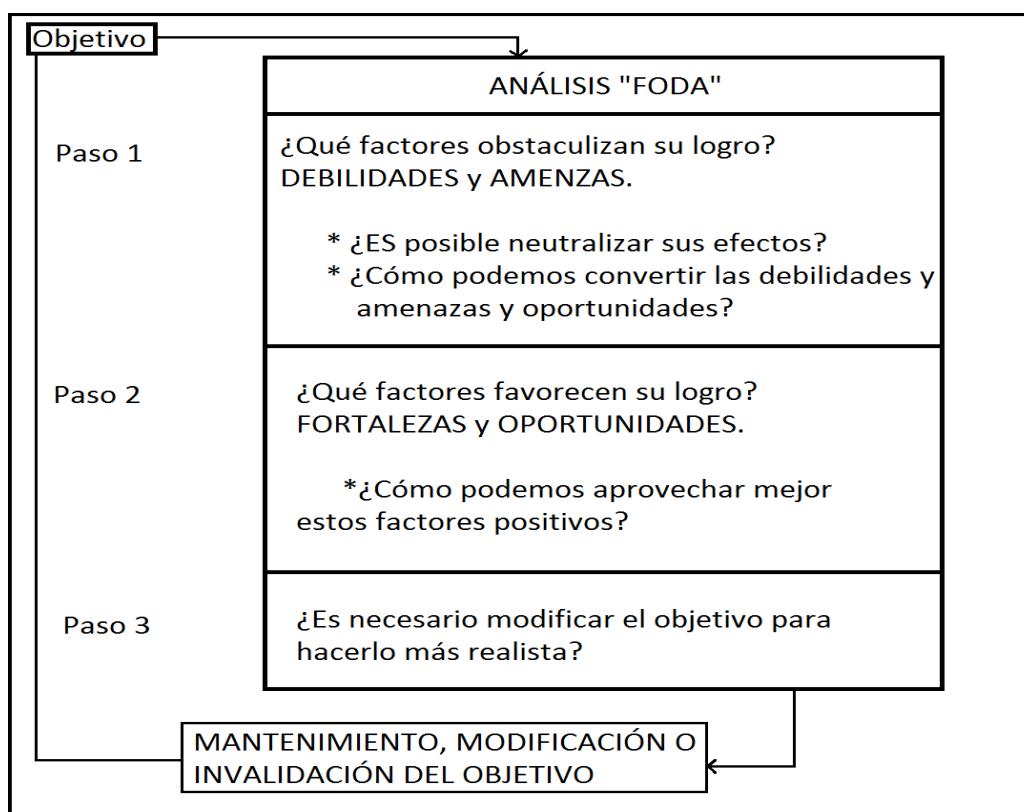 Objetivo
ANÁLISIS "FODA"
Paso 1
¿Qué factores obstaculizan su logro?
DEBILIDADES y AMENZAS.
* ¿ES posible neutralizar sus efectos?
* ¿Cómo podemos convertir las debilidades y
amenazas y oportunidades?
Paso 2
¿Qué factores favorecen su logro?
FORTALEZAS y OPORTUNIDADES.
*¿Cómo podemos aprovechar mejor
estos factores positivos?
Paso 3
¿Es necesario modificar el objetivo para
hacerlo más realista?
MANTENIMIENTO, MODIFICACIÓN O
INVALIDACIÓN DEL OBJETIVO